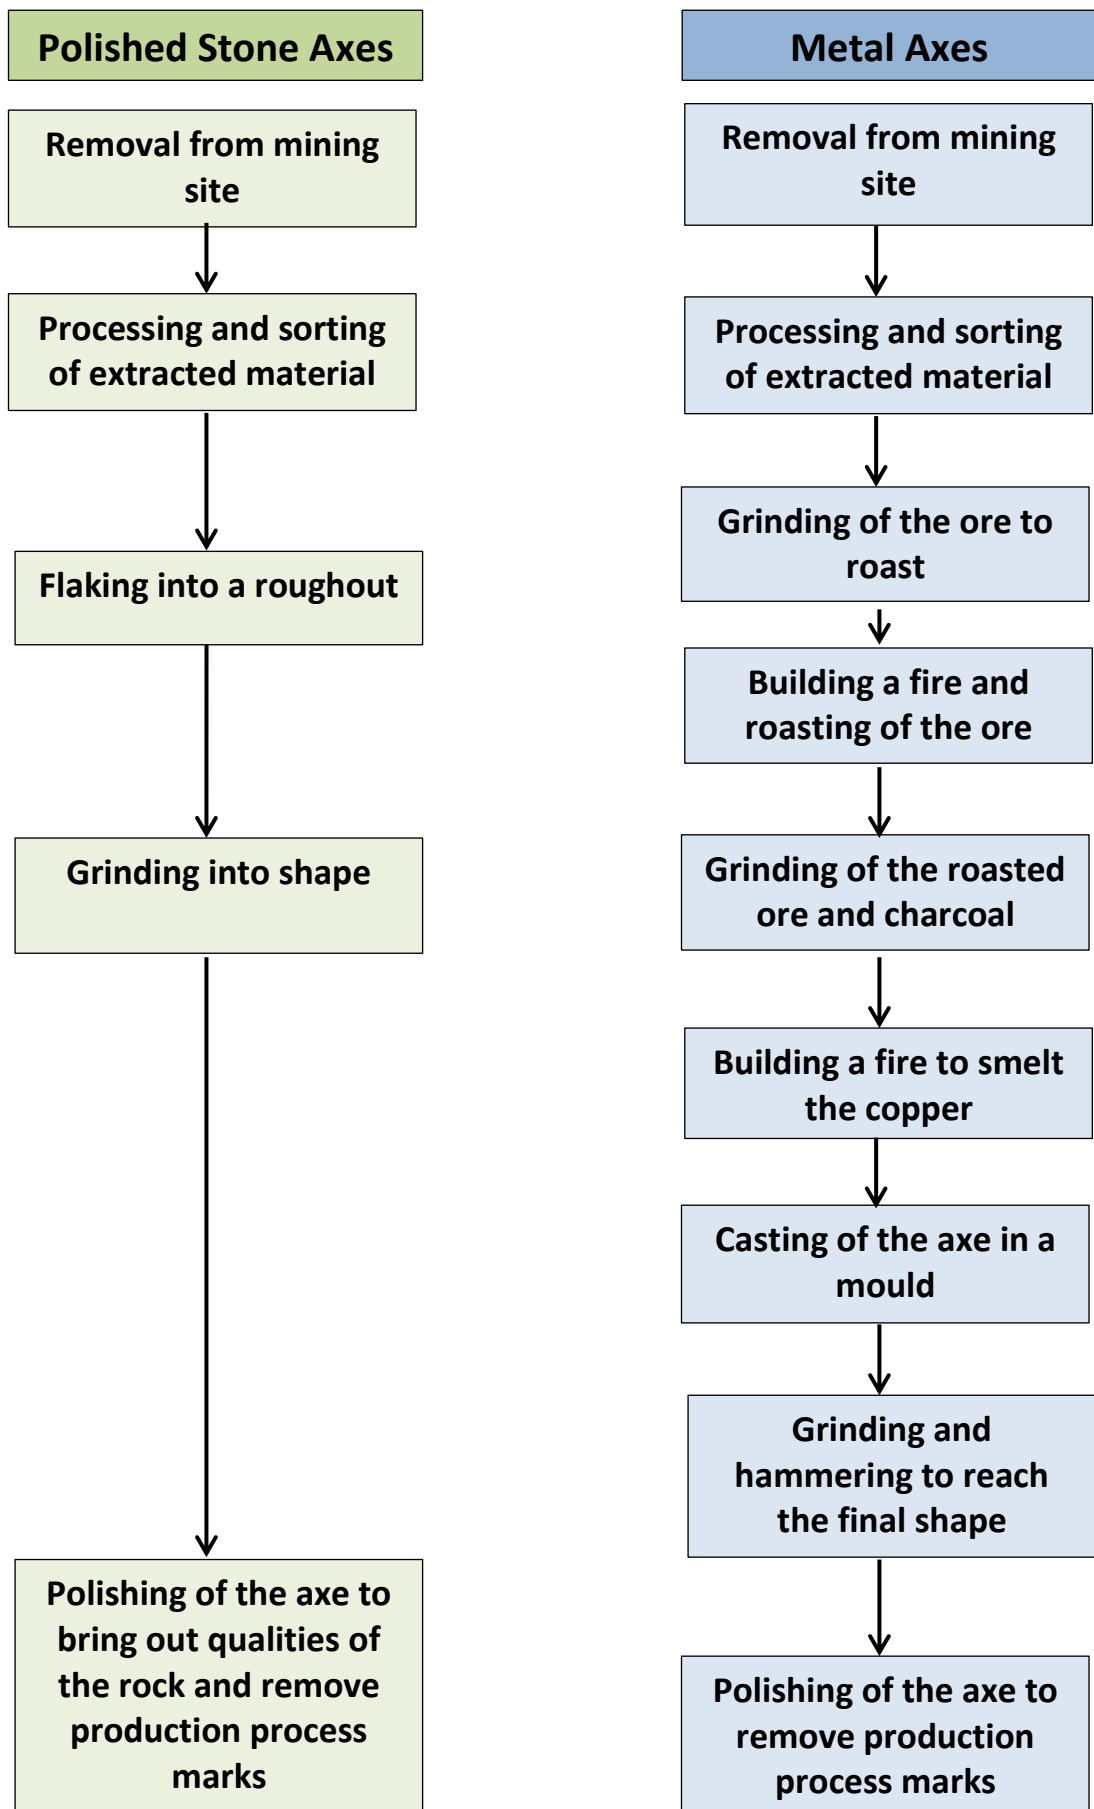 Polished Stone Axes
Removal from mining
site
Processing and sorting
of extracted material
Flaking into a roughout
Grinding into shape
Polishing of the axe to
bring out qualities of
the rock and remove
production process
marks
Metal Axes
Removal from mining
site
Processing and sorting
of extracted material
Grinding of the ore to
roast
Building a fire and
roasting of the ore
Grinding of the roasted
ore and charcoal
Building a fire to smelt
the copper
Casting of the axe in a
mould
Grinding and
hammering to reach
the final shape
Polishing of the axe to
remove production
process marks